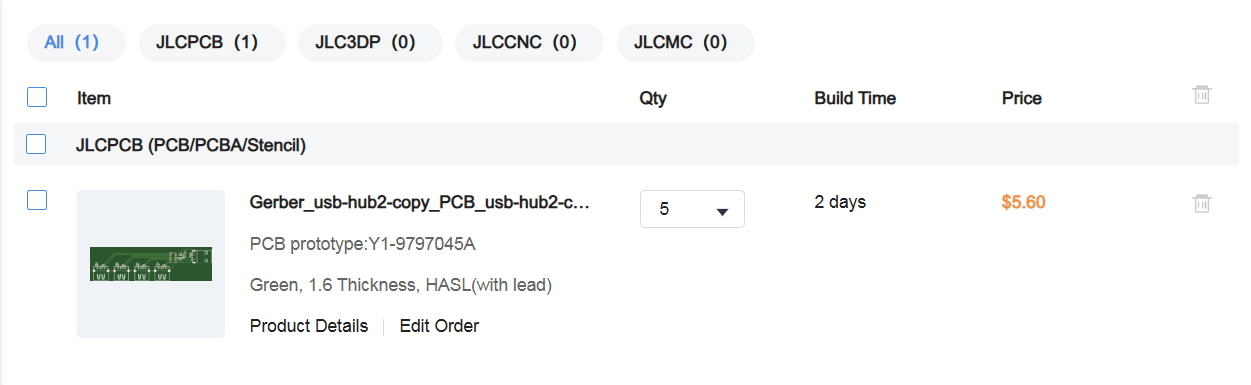 All (1) JLCPCB (1) JLC3DP (0) JLCCNC (0) JLCMC (0)
Item Qty Build Time Price
JLCPCB (PCB/PCBA/Stencil)
Gerber_usb-hub2-copy_PCB_usb-hub2-c... 5 2 days $5.60
PCB prototype:Y1-9797045A
Green, 1.6 Thickness, HASL(with lead)
Product Details Edit Order